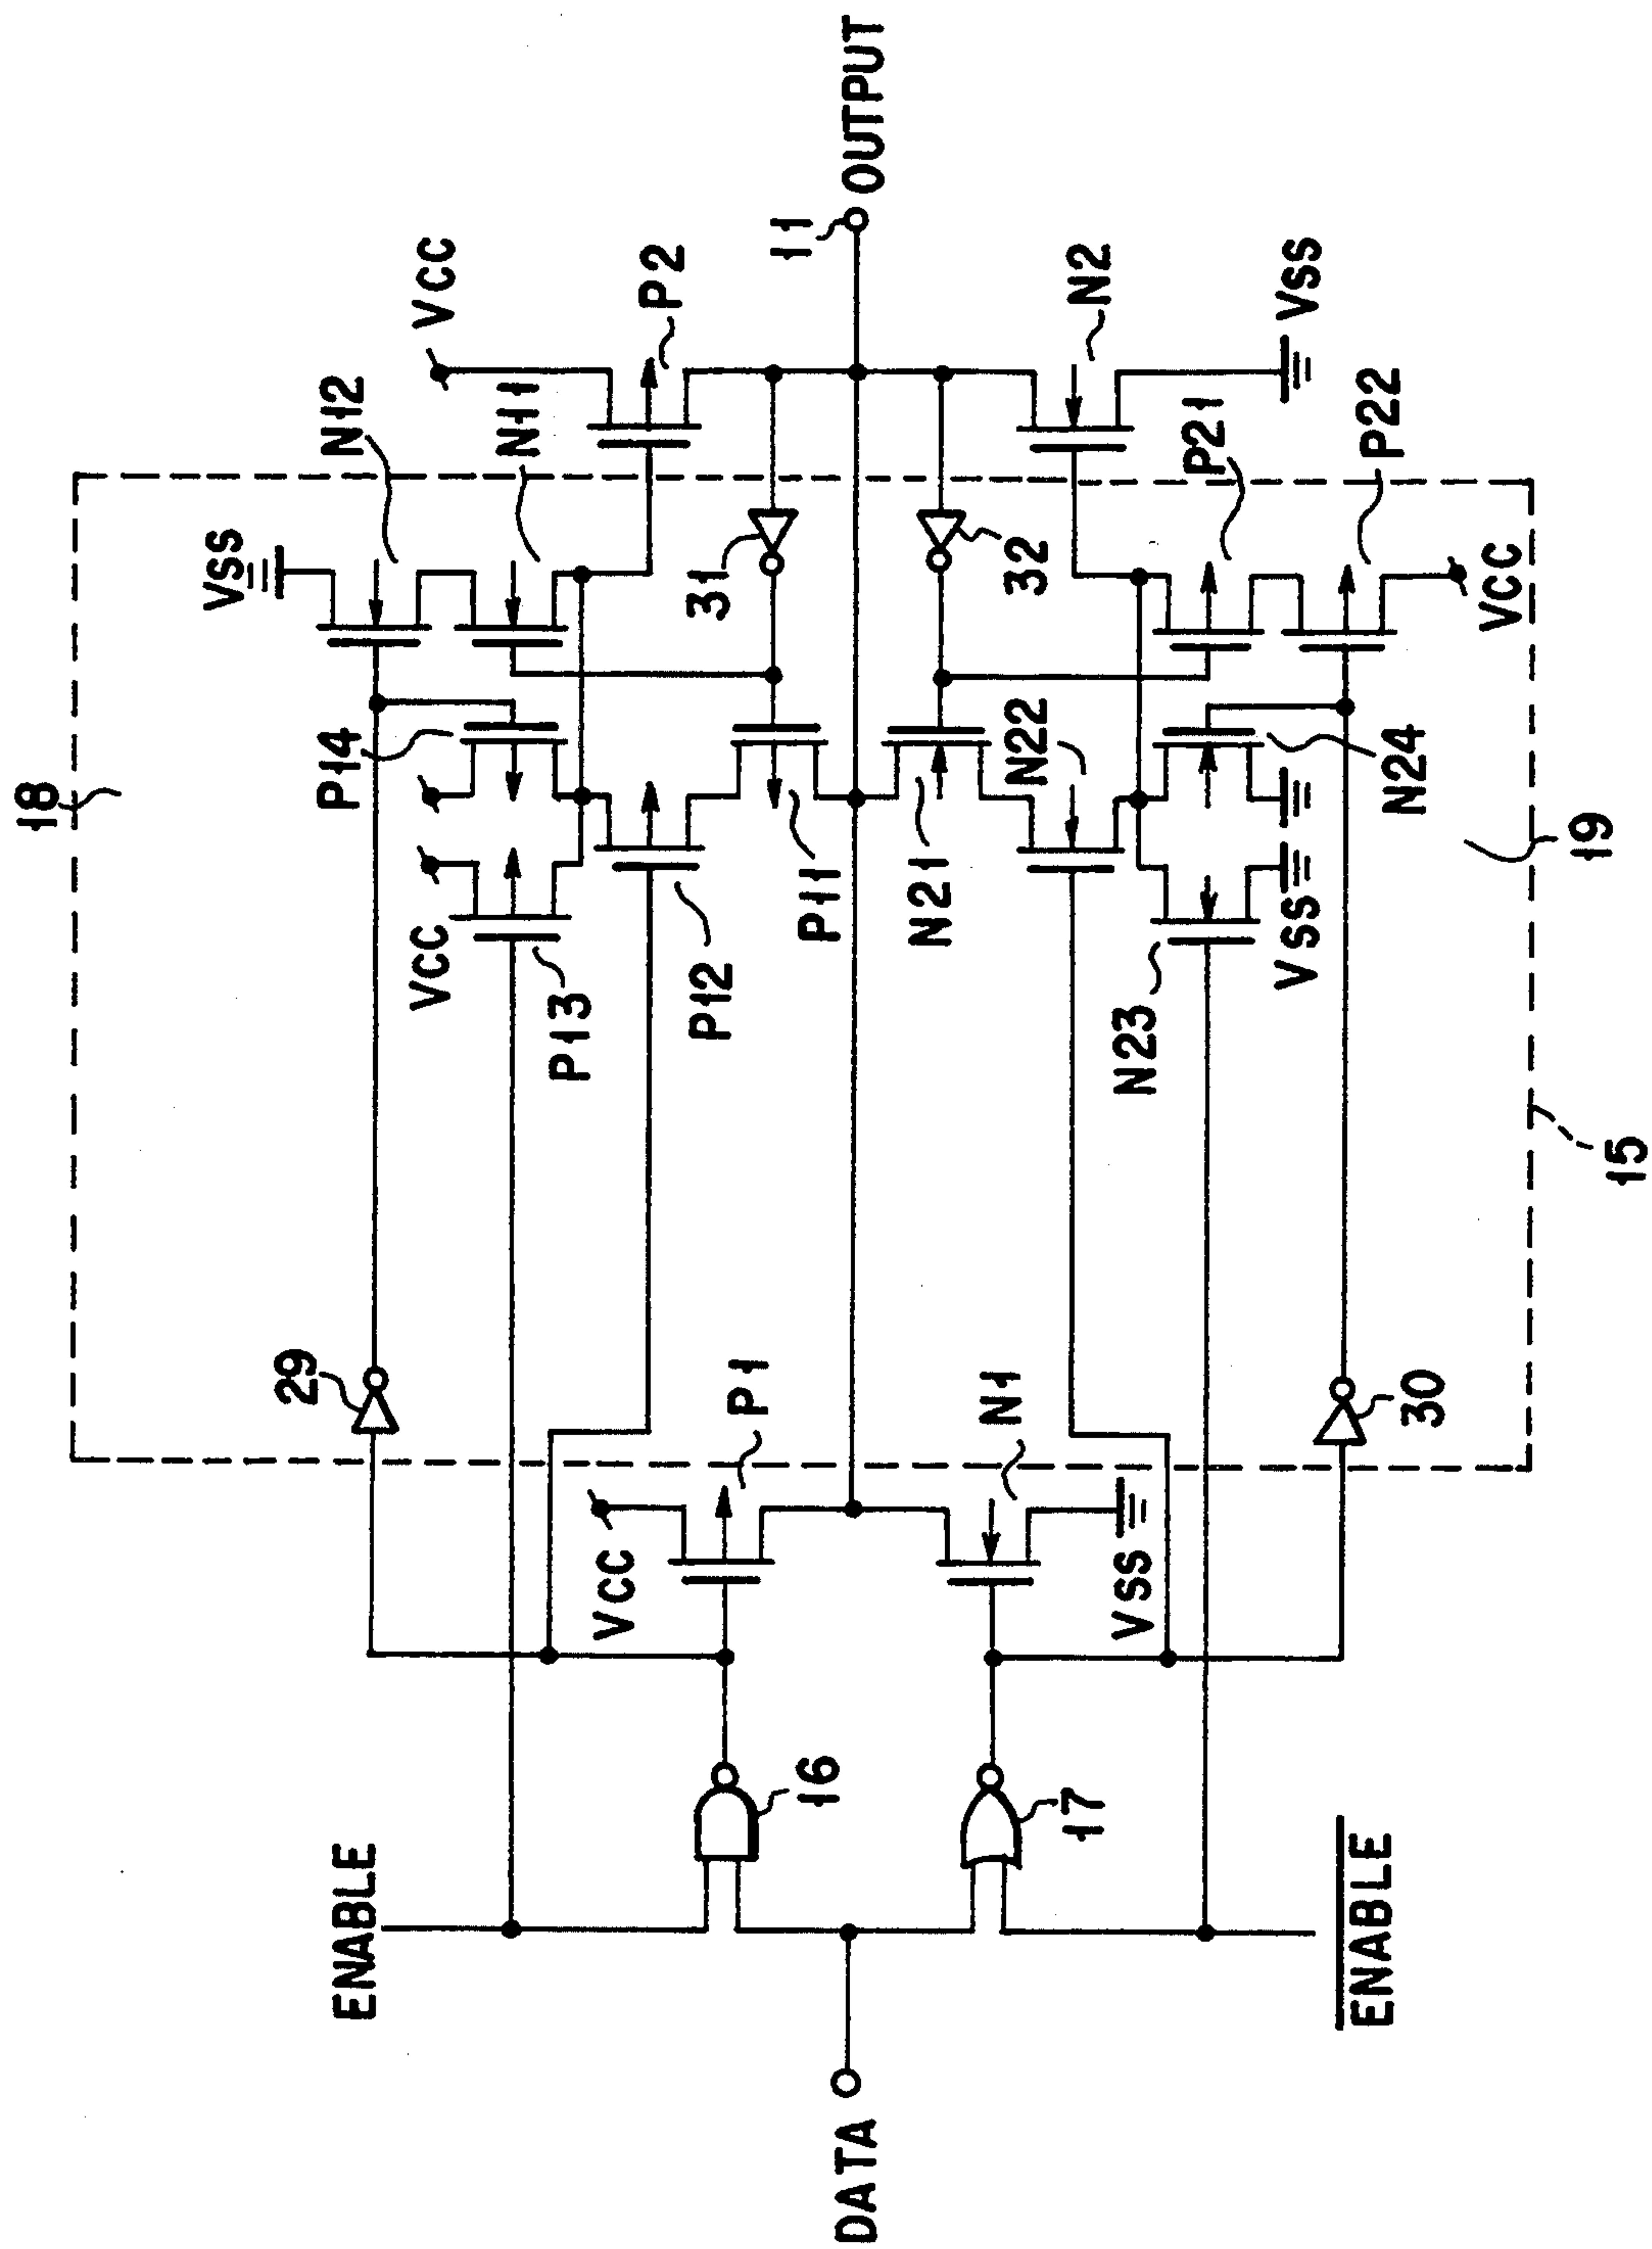 18
VSS
N12
VCC
29
P14
N11
P2
ENABLE
VCC
P13
31
P12
P1
VCC
P11
11
16
DATA
OUTPUT
N21
N1
32
N22
N2
17
VSS
N23
P21
VSS
VSS
ENABLE
30
N24
P22
VCC
19
15